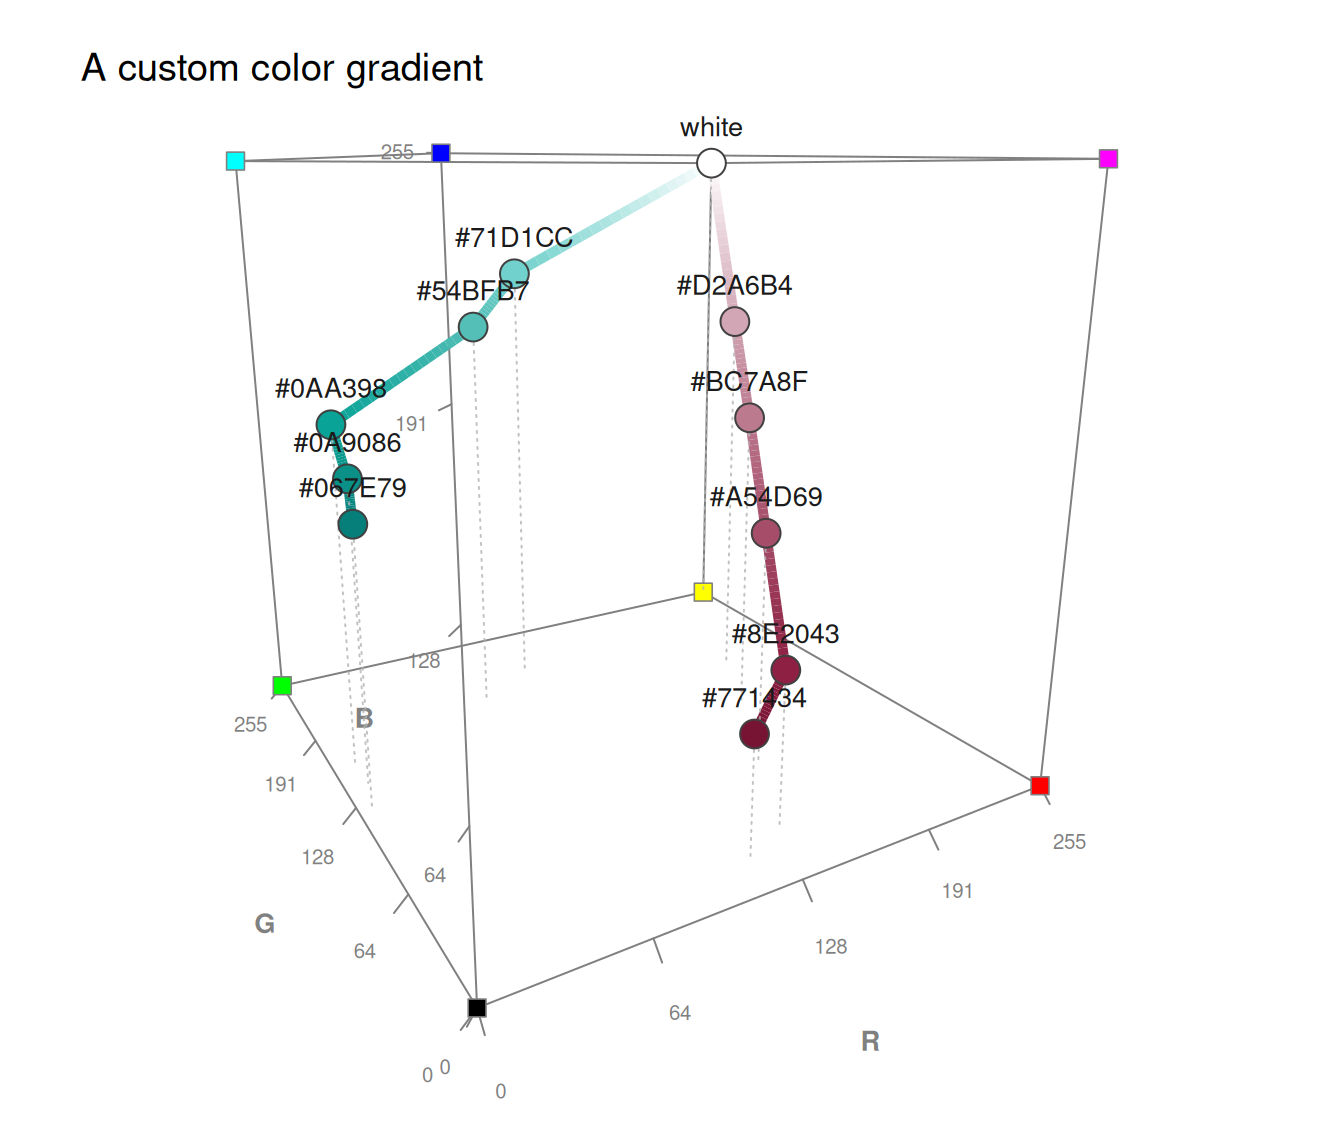 A custom color gradient
white
255
#71D1CC
#D2A6B4
#54BFB7
#BC7A8F
#0AA398
191
#0A9086
#067E79
#A54D69
#8E2043
128
#771434
B
255
191
255
128
64
191
G
64
128
64
R
0
0
0